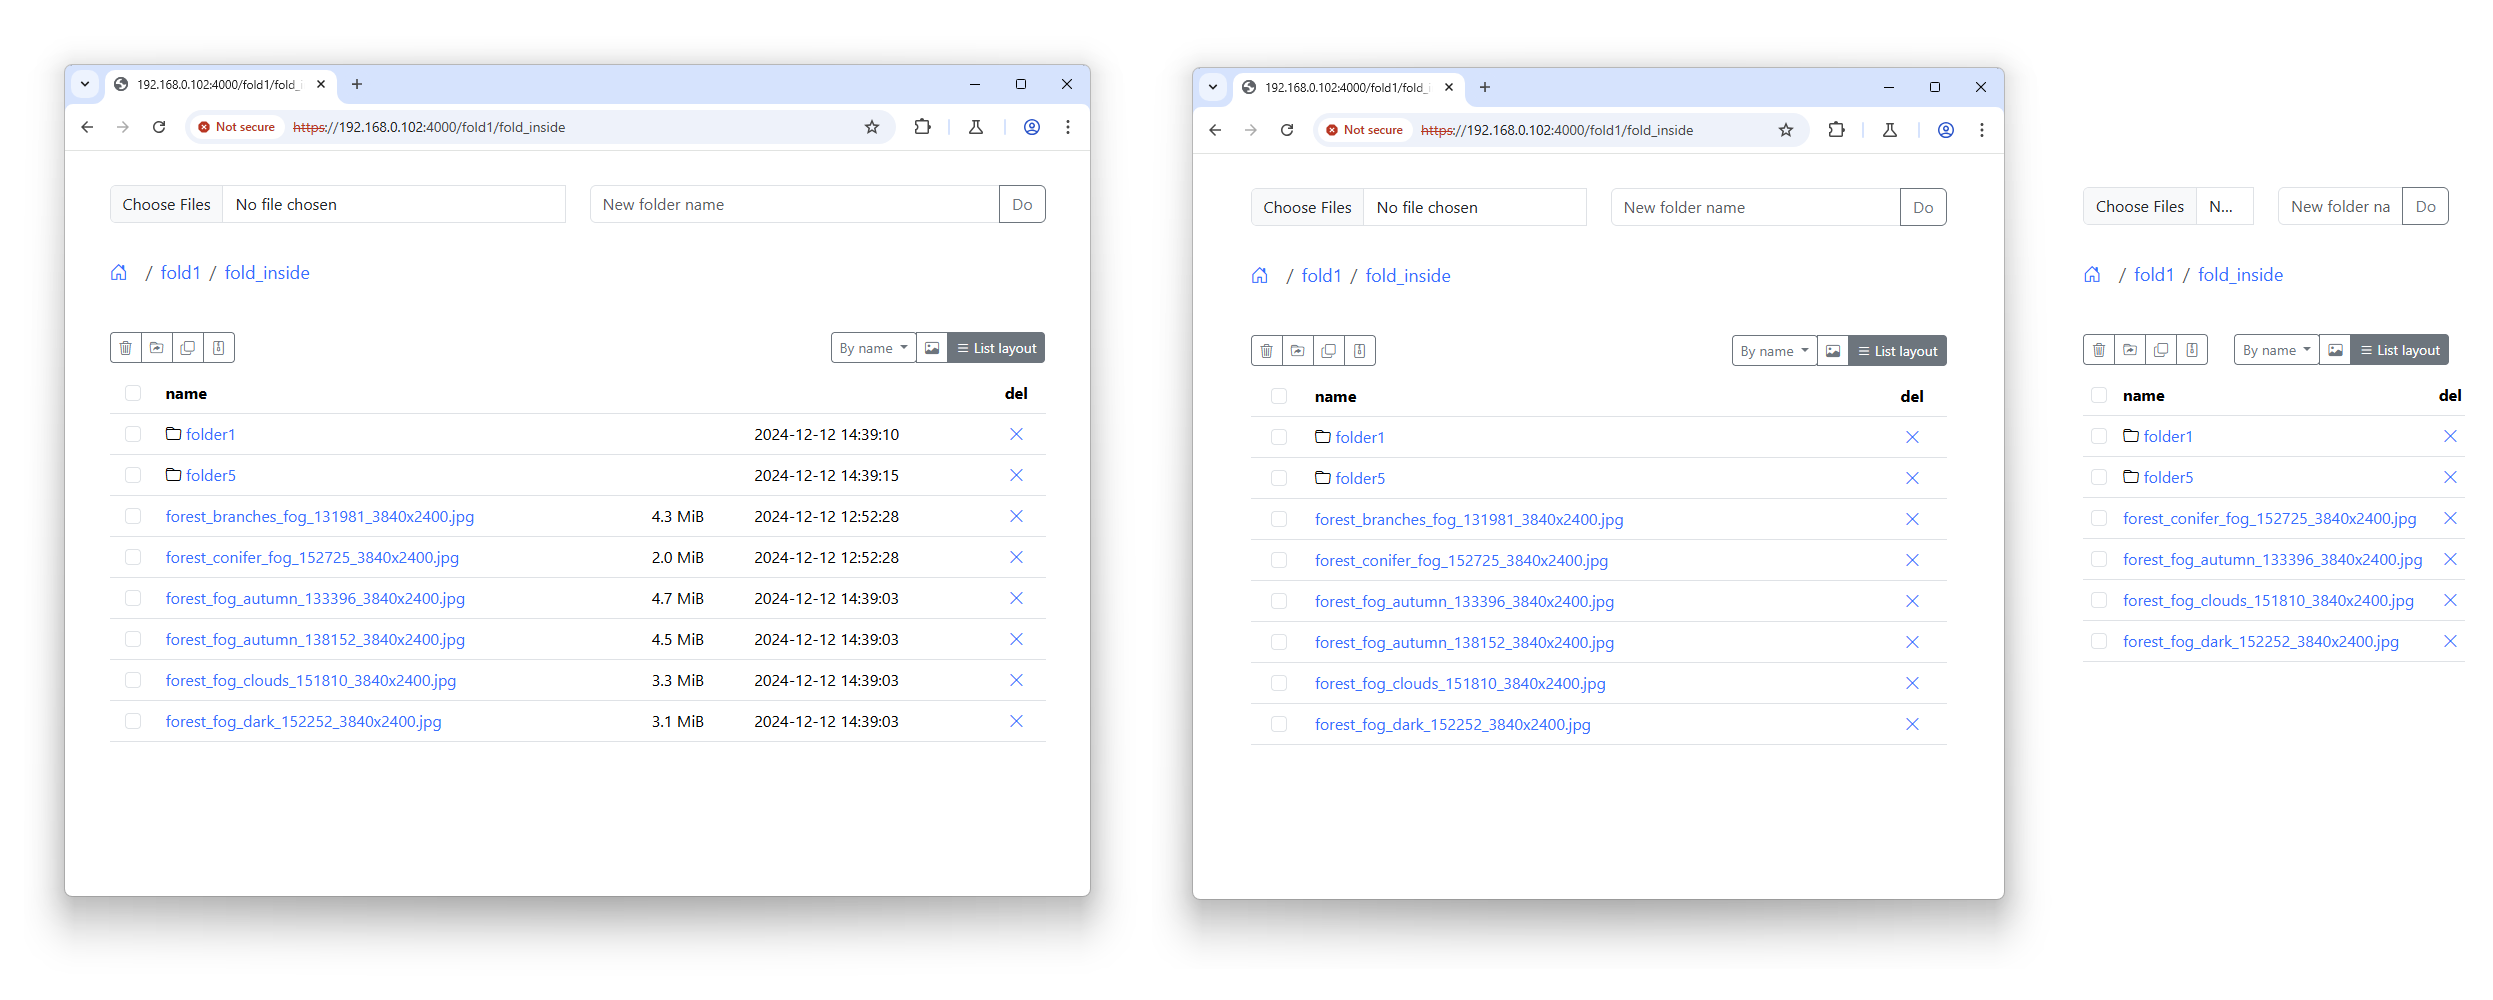 192.168.0.102:4000/fold1/fold_i
Not secure https://192.168.0.102:4000/fold1/fold_inside
Choose Files No file chosen New folder name Do
/ fold1 / fold_inside
By name List layout
name del
folder1 2024-12-12 14:39:10
folder5 2024-12-12 14:39:15
forest_branches_fog_131981_3840x2400.jpg 4.3 MiB 2024-12-12 12:52:28
forest_conifer_fog_152725_3840x2400.jpg 2.0 MiB 2024-12-12 12:52:28
forest_fog_autumn_133396_3840x2400.jpg 4.7 MiB 2024-12-12 14:39:03
forest_fog_autumn_138152_3840x2400.jpg 4.5 MiB 2024-12-12 14:39:03
forest_fog_clouds_151810_3840x2400.jpg 3.3 MiB 2024-12-12 14:39:03
forest_fog_dark_152252_3840x2400.jpg 3.1 MiB 2024-12-12 14:39:03
192.168.0.102:4000/fold1/fold_i
Not secure https://192.168.0.102:4000/fold1/fold_inside
Choose Files No file chosen New folder name Do
/ fold1 / fold_inside
By name List layout
name del
folder1
folder5
forest_branches_fog_131981_3840x2400.jpg
forest_conifer_fog_152725_3840x2400.jpg
forest_fog_autumn_133396_3840x2400.jpg
forest_fog_autumn_138152_3840x2400.jpg
forest_fog_clouds_151810_3840x2400.jpg
forest_fog_dark_152252_3840x2400.jpg
Choose Files N... New folder na Do
/ fold1 / fold_inside
By name List layout
name del
folder1
folder5
forest_conifer_fog_152725_3840x2400.jpg
forest_fog_autumn_133396_3840x2400.jpg
forest_fog_clouds_151810_3840x2400.jpg
forest_fog_dark_152252_3840x2400.jpg